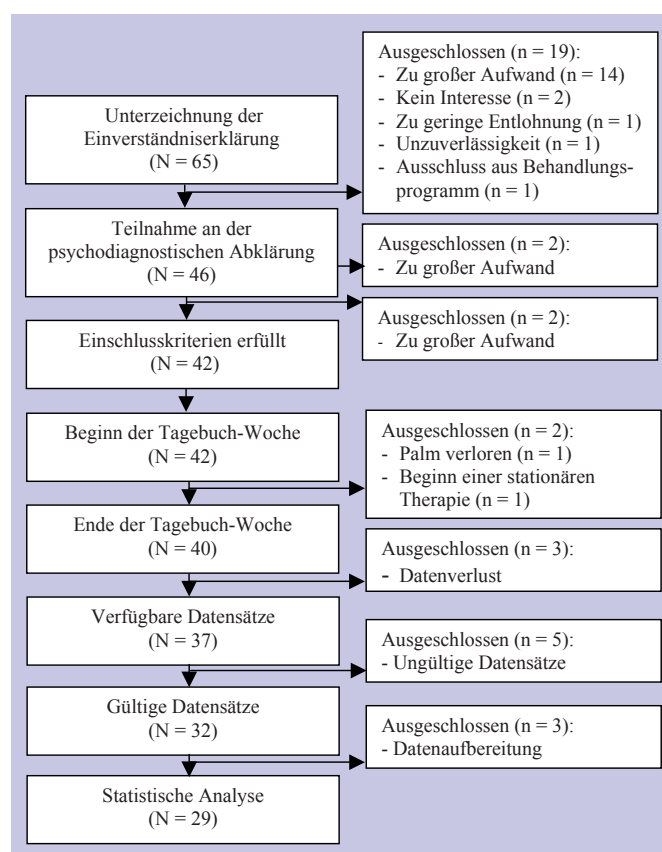 Unterzeichnung der
Einverständniserklärung
(N = 65)
Ausgeschlossen (n = 19):
- Zu großer Aufwand (n = 14)
- Kein Interesse (n = 2)
- Zu geringe Entlohnung (n = 1)
- Unzuverlässigkeit (n = 1)
- Ausschluss aus Behandlungs-
programm (n = 1)
Teilnahme an der
psychodiagnostischen Abklärung
(N = 46)
Ausgeschlossen (n = 2):
- Zu großer Aufwand
Ausgeschlossen (n = 2):
- Zu großer Aufwand
Einschlusskriterien erfüllt
(N = 42)
Beginn der Tagebuch-Woche
(N = 42)
Ausgeschlossen (n = 2):
- Palm verloren (n = 1)
- Beginn einer stationären
Therapie (n = 1)
Ende der Tagebuch-Woche
(N = 40)
Ausgeschlossen (n = 3):
- Datenverlust
Verfügbare Datensätze
(N = 37)
Ausgeschlossen (n = 5):
- Ungültige Datensätze
Gültige Datensätze
(N = 32)
Ausgeschlossen (n = 3):
- Datenaufbereitung
Statistische Analyse
(N = 29)